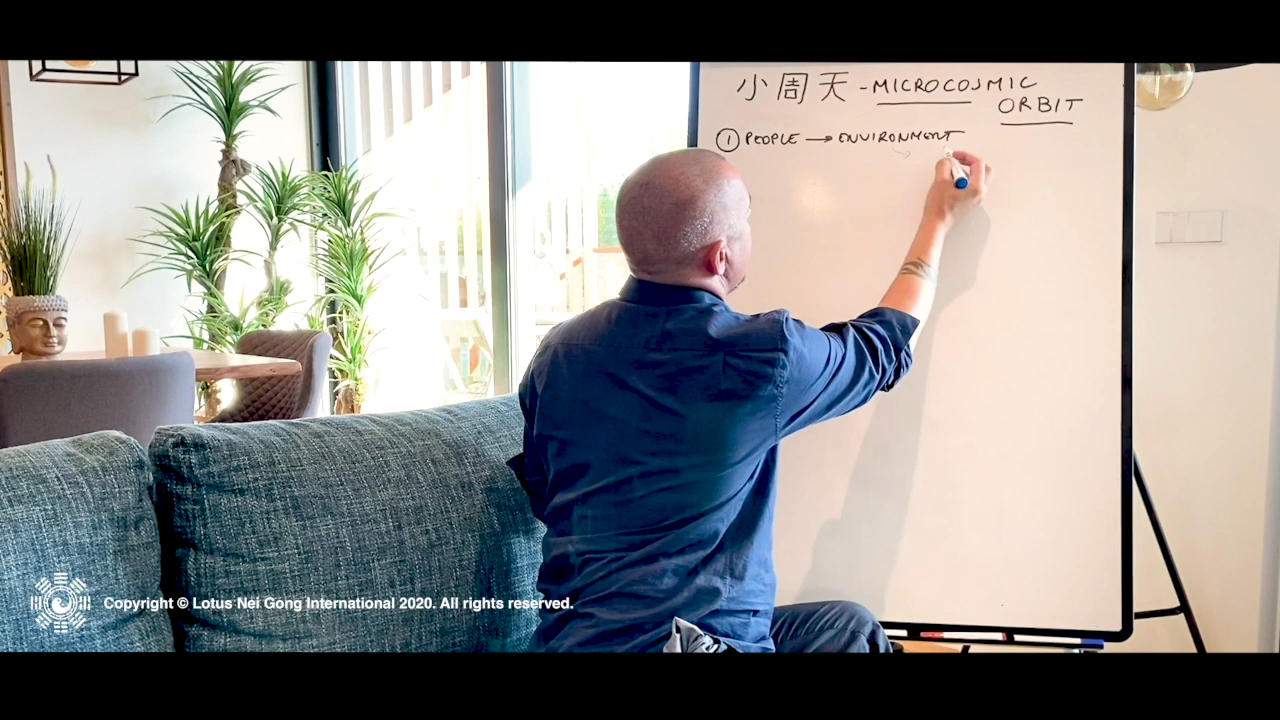 小周天 - MICROCOSMIC
ORBIT
① PEOPLE → ENVIRONMENT
Copyright © Lotus Nei Gong International 2020. All rights reserved.